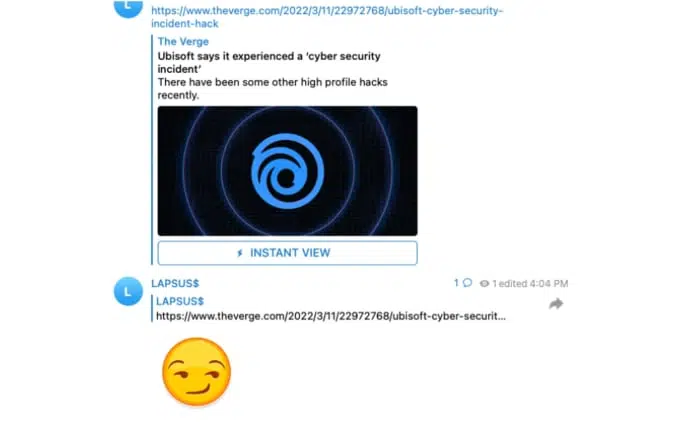 L
https://www.theverge.com/2022/3/11/22972768/ubisoft-cyber-security-
incident-hack
The Verge
Ubisoft says it experienced a ‘cyber security
incident’
There have been some other high profile hacks
recently.
INSTANT VIEW
L
LAPSUS$ 1 1 edited 4:04 PM
LAPSUS$
https://www.theverge.com/2022/3/11/22972768/ubisoft-cyber-securit...